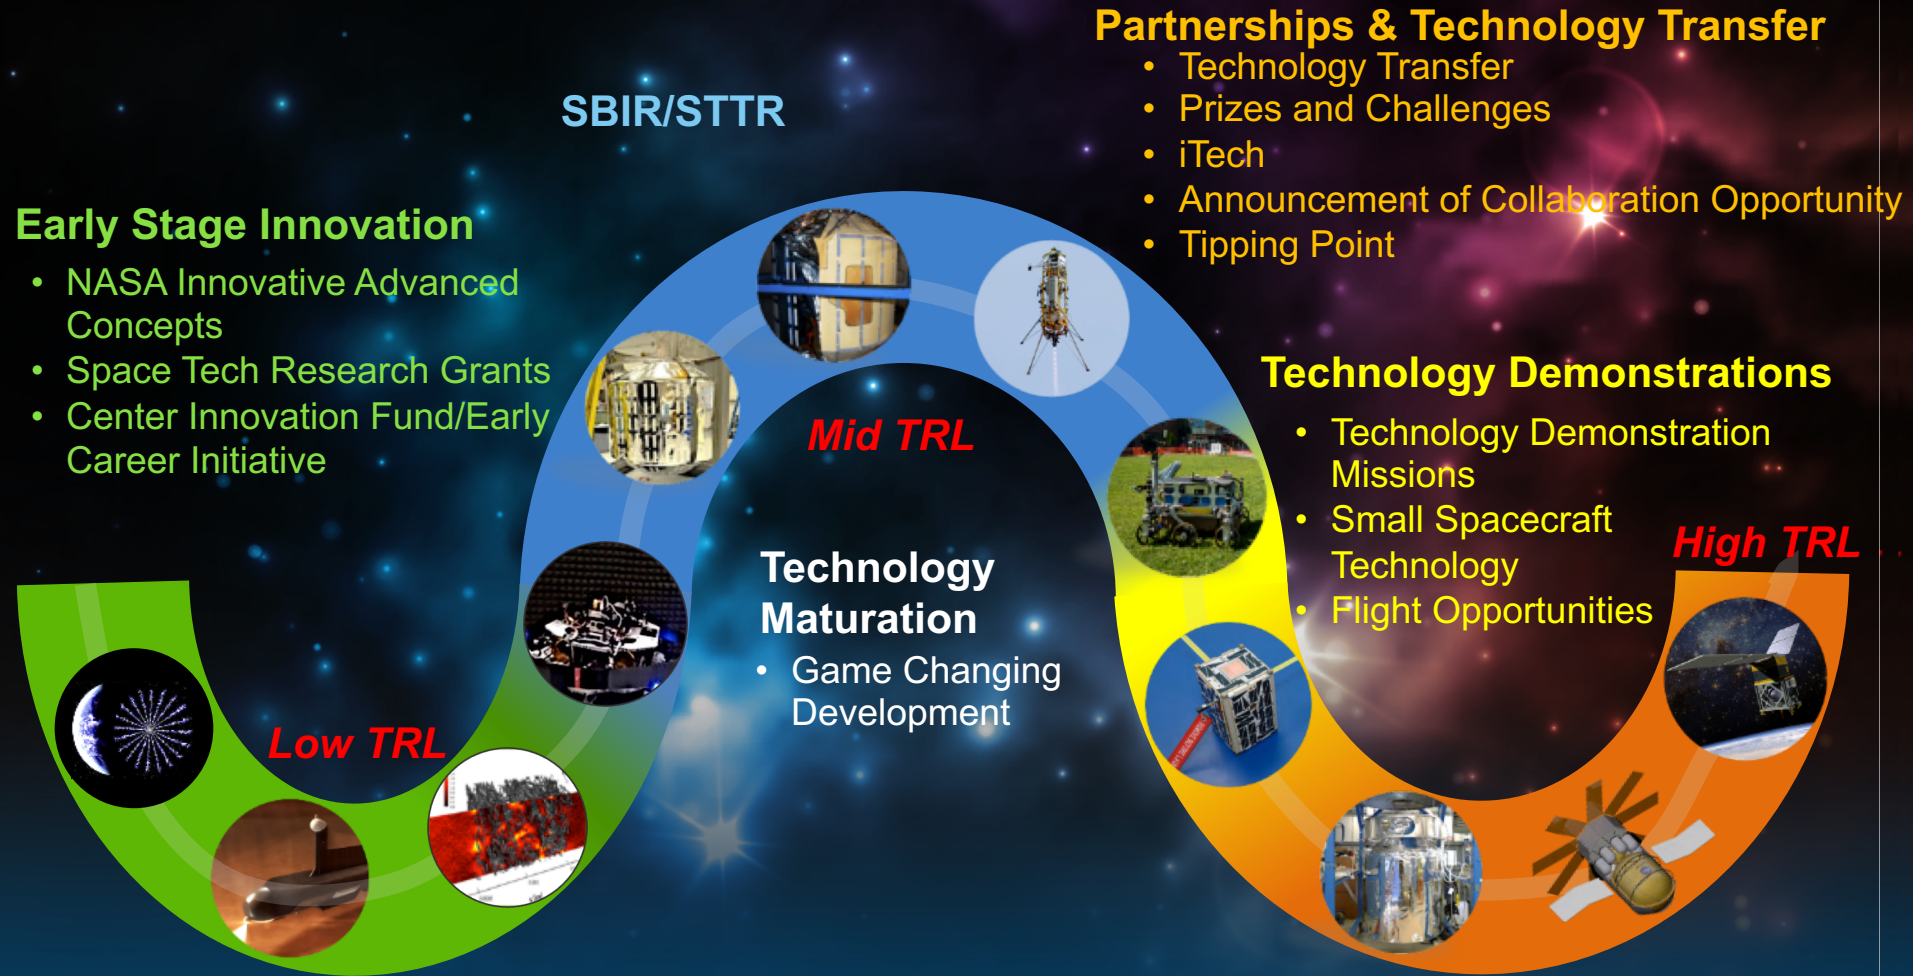 Partnerships & Technology Transfer
• Technology Transfer
• Prizes and Challenges
• iTech
• Announcement of Collaboration Opportunity
• Tipping Point
SBIR/STTR
Early Stage Innovation
• NASA Innovative Advanced
Concepts
• Space Tech Research Grants
• Center Innovation Fund/Early
Career Initiative
Mid TRL
Technology Demonstrations
• Technology Demonstration
Missions
• Small Spacecraft
Technology
• Flight Opportunities
High TRL
Technology
Maturation
• Game Changing
Development
Low TRL